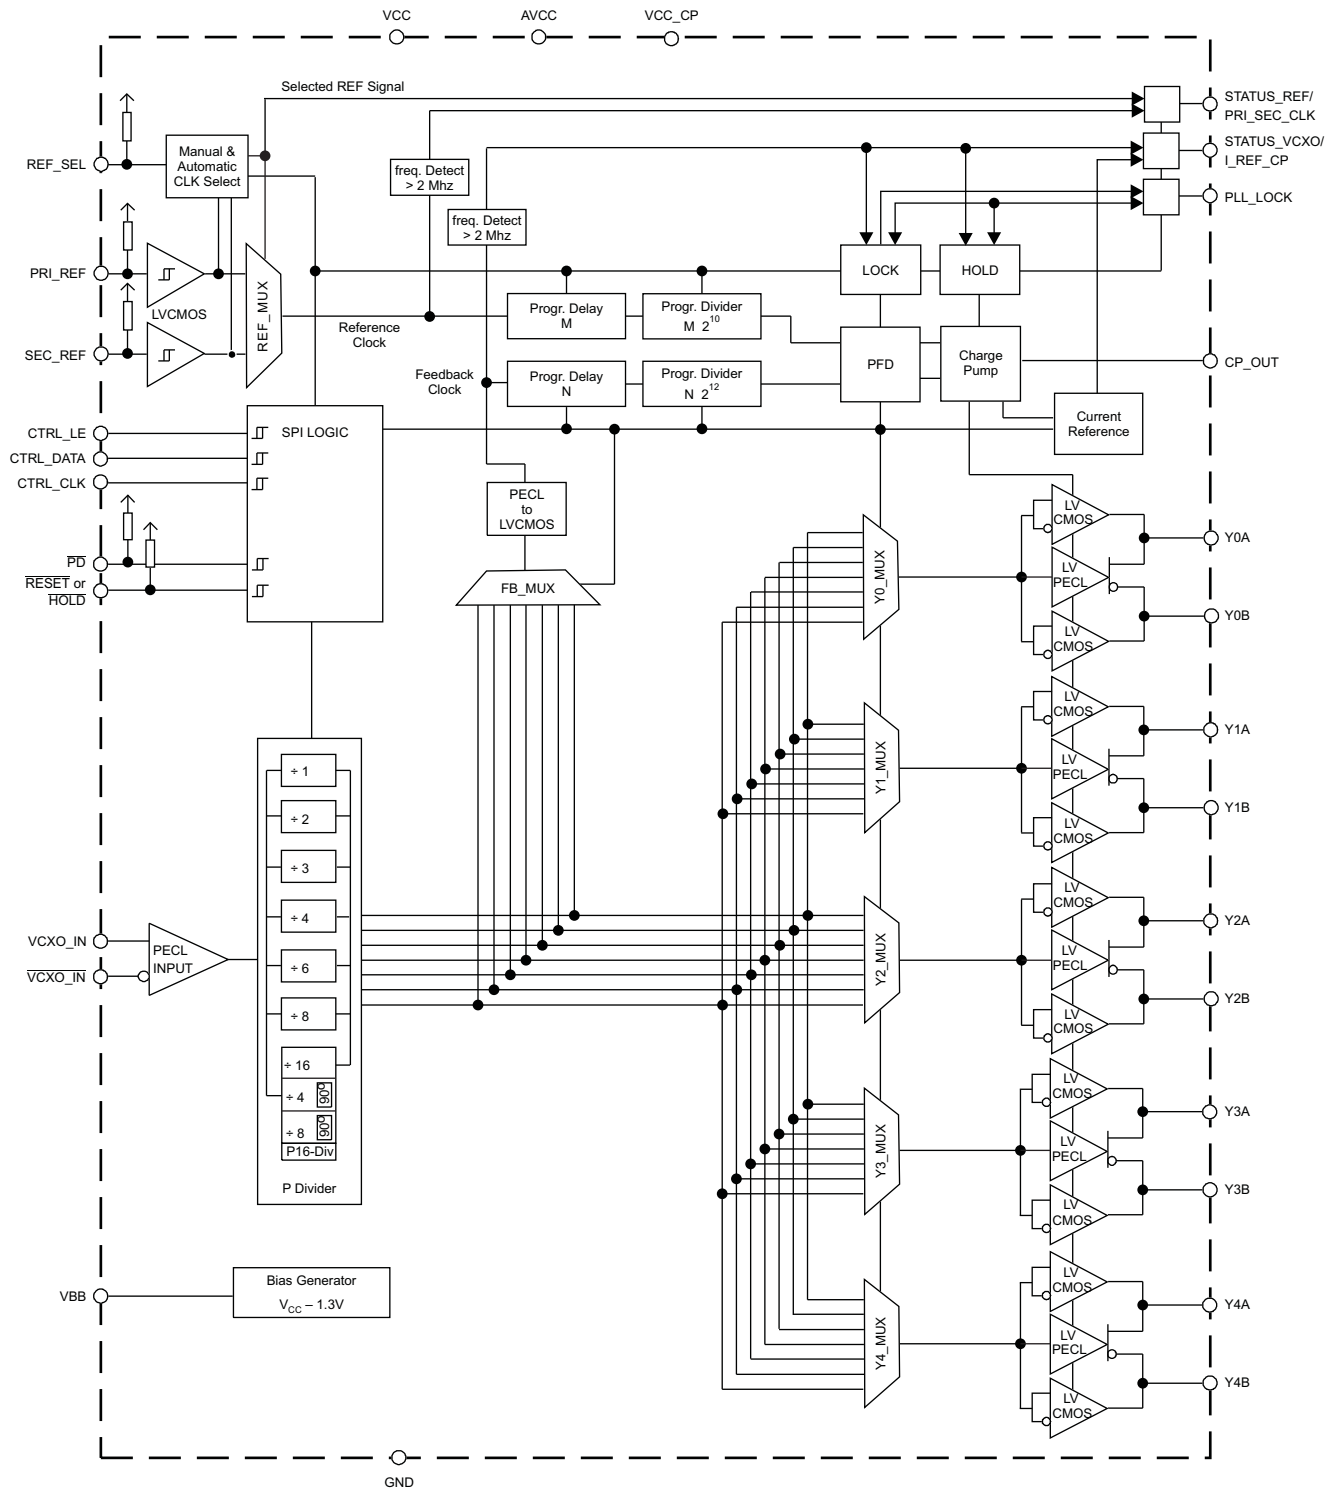 VCC
AVCC
VCC_CP
Selected REF Signal
STATUS_REF/
PRI_SEC_CLK
REF_SEL
Manual &
Automatic
CLK Select
freq. Detect
> 2 Mhz
STATUS_VCXO/
I_REF_CP
PLL_LOCK
freq. Detect
> 2 Mhz
PRI_REF
LVCMOS
REF_MUX
LOCK
HOLD
Reference
Clock
Progr. Delay
M
Progr. Divider
M 2^10
SEC_REF
PFD
Charge
Pump
CP_OUT
Feedback
Clock
Progr. Delay
N
Progr. Divider
N 2^12
Current
Reference
CTRL_LE
CTRL_DATA
CTRL_CLK
SPI LOGIC
PD
RESET or
HOLD
PECL
to
LVCMOS
FB_MUX
Y0_MUX
LV
CMOS
LV
PECL
LV
CMOS
Y0A
Y0B
Y1_MUX
LV
CMOS
LV
PECL
LV
CMOS
Y1A
Y1B
÷ 1
÷ 2
÷ 3
÷ 4
÷ 6
÷ 8
÷ 16
÷ 4
90°
÷ 8
90°
P16-Div
P Divider
VCXO_IN
VCXO_IN
PECL
INPUT
Y2_MUX
LV
CMOS
LV
PECL
LV
CMOS
Y2A
Y2B
Y3_MUX
LV
CMOS
LV
PECL
LV
CMOS
Y3A
Y3B
VBB
Bias Generator
VCC – 1.3V
Y4_MUX
LV
CMOS
LV
PECL
LV
CMOS
Y4A
Y4B
GND